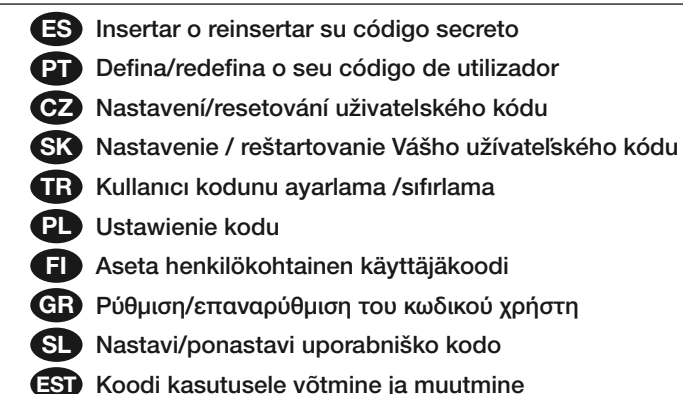 ES Insertar o reinsertar su código secreto
PT Defina/redefina o seu código de utilizador
CZ Nastavení/resetování uživatelského kódu
SK Nastavenie / reštartovanie Vášho užívateľského kódu
TR Kullanıcı kodunu ayarlama /sıfırlama
PL Ustawienie kodu
FI Aseta henkilökohtainen käyttäjäkoodi
GR Ρύθμιση/επαναρύθμιση του κωδικού χρήστη
SL Nastavi/ponastavi uporabniško kodo
EST Koodi kasutusele võtmine ja muutmine